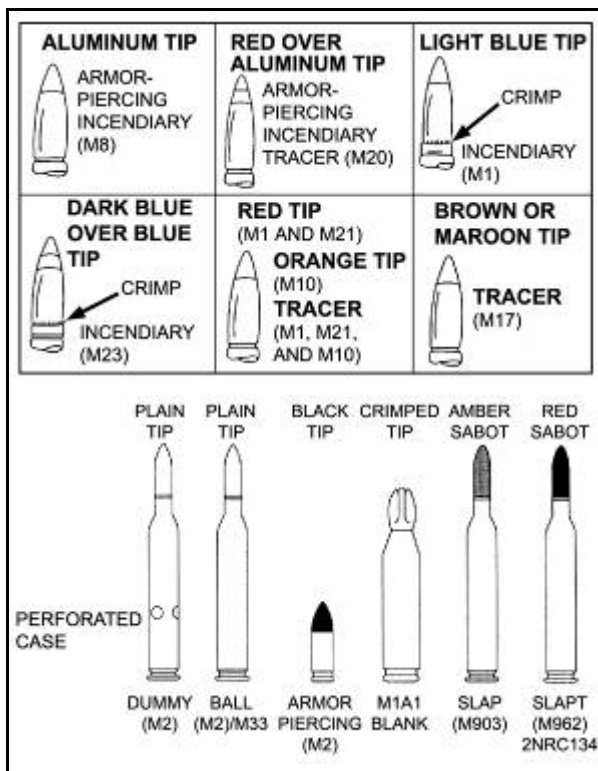 ALUMINUM TIP
ARMOR-
PIERCING
INCENDIARY
(M8)
RED OVER
ALUMINUM TIP
ARMOR-
PIERCING
INCENDIARY
TRACER (M20)
LIGHT BLUE TIP
CRIMP
INCENDIARY
(M1)
DARK BLUE
OVER BLUE
TIP
CRIMP
INCENDIARY
(M23)
RED TIP
(M1 AND M21)
ORANGE TIP
(M10)
TRACER
(M1, M21,
AND M10)
BROWN OR
MAROON TIP
TRACER
(M17)
PLAIN
TIP
PLAIN
TIP
BLACK
TIP
CRIMPED
TIP
AMBER
SABOT
RED
SABOT
PERFORATED
CASE
DUMMY
(M2)
BALL
(M2)/M33
ARMOR
PIERCING
(M2)
M1A1
BLANK
SLAP
(M903)
SLAPT
(M962)
2NRC134